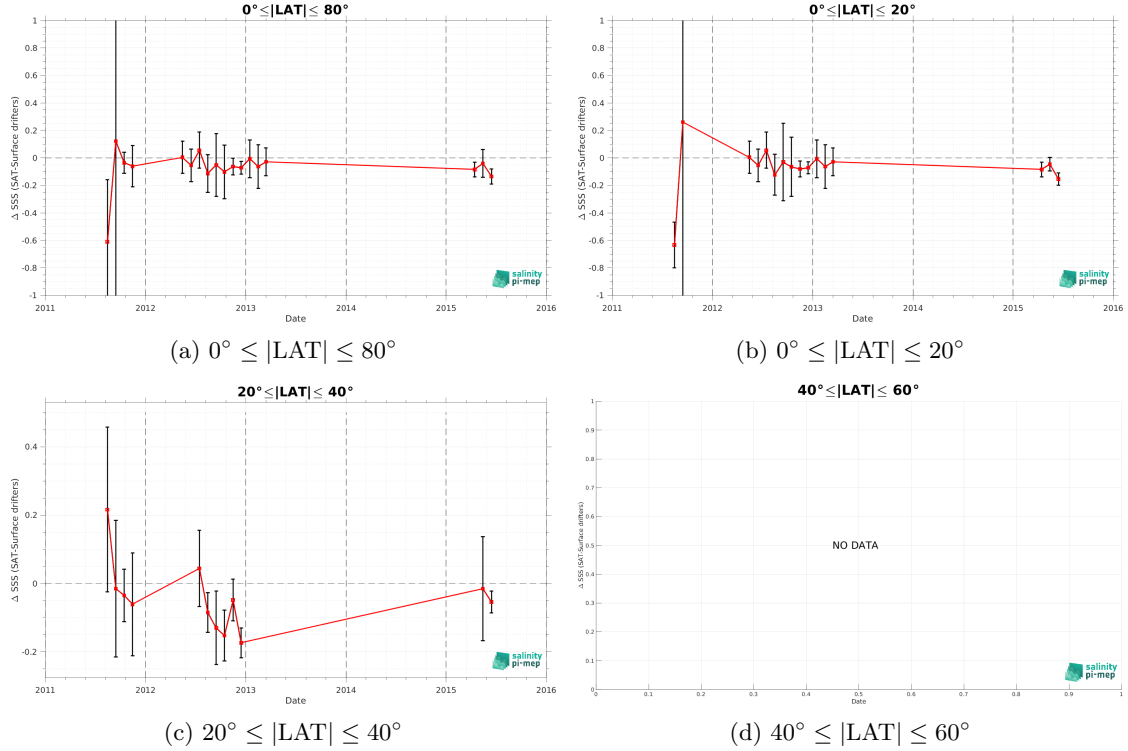 0°≤|LAT|≤ 80°
1
0.8
0.6
0.4
0.2
0
-0.2
-0.4
-0.6
-0.8
-1
Δ SSS (SAT-Surface drifters)
2011
2012
2013
2014
2015
2016
Date
salinity
pi-mep
(a) 0° ≤ |LAT| ≤ 80°
0°≤|LAT|≤ 20°
1
0.8
0.6
0.4
0.2
0
-0.2
-0.4
-0.6
-0.8
-1
Δ SSS (SAT-Surface drifters)
2011
2012
2013
2014
2015
2016
Date
salinity
pi-mep
(b) 0° ≤ |LAT| ≤ 20°
20°≤|LAT|≤ 40°
0.4
0.2
0
-0.2
Δ SSS (SAT-Surface drifters)
2011
2012
2013
2014
2015
2016
Date
salinity
pi-mep
(c) 20° ≤ |LAT| ≤ 40°
40°≤|LAT|≤ 60°
1
0.9
0.8
0.7
0.6
0.5
0.4
0.3
0.2
0.1
0
Δ SSS (SAT-Surface drifters)
NO DATA
0
0.1
0.2
0.3
0.4
0.5
0.6
0.7
0.8
0.9
1
Date
salinity
pi-mep
(d) 40° ≤ |LAT| ≤ 60°